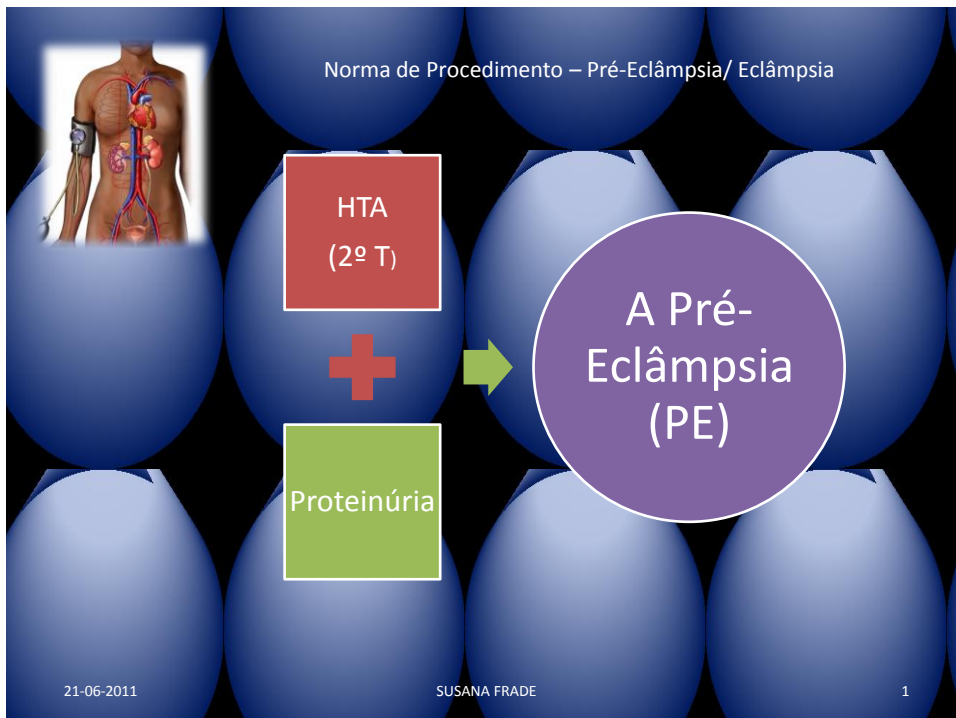 Norma de Procedimento – Pré-Eclâmpsia/ Eclâmpsia
HTA
(2º T)
Proteinúria
A Pré-
Eclâmpsia
(PE)
21-06-2011
SUSANA FRADE
1